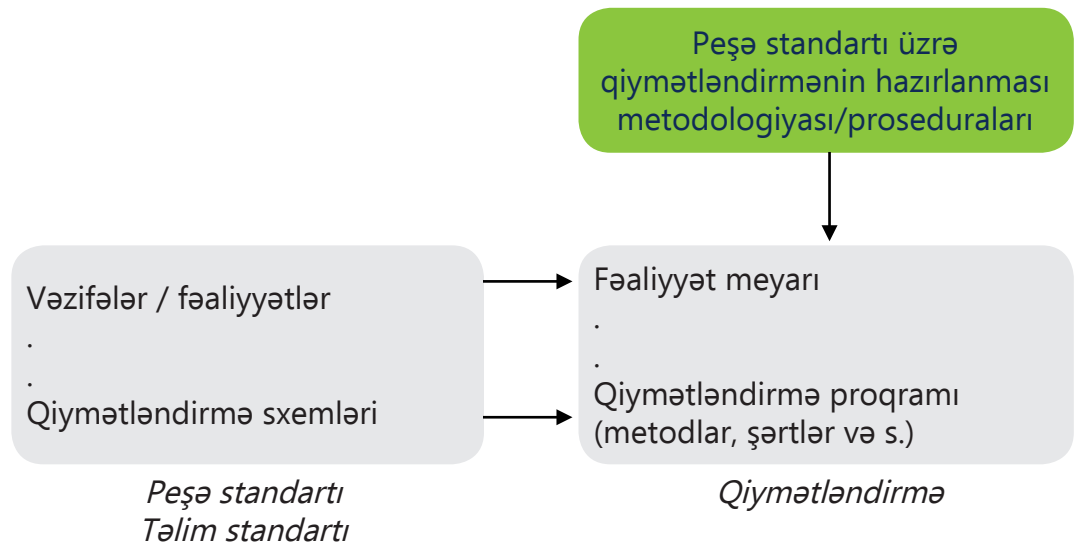 Peşə standartı üzrə
qiymətləndirmənin hazırlanması
metodologiyası/proseduraları
Vəzifələr / fəaliyyətlər
.
.
Qiymətləndirmə sxemləri
Peşə standartı
Təlim standartı
Fəaliyyət meyarı
.
.
Qiymətləndirmə proqramı
(metodlar, şərtlər və s.)
Qiymətləndirmə